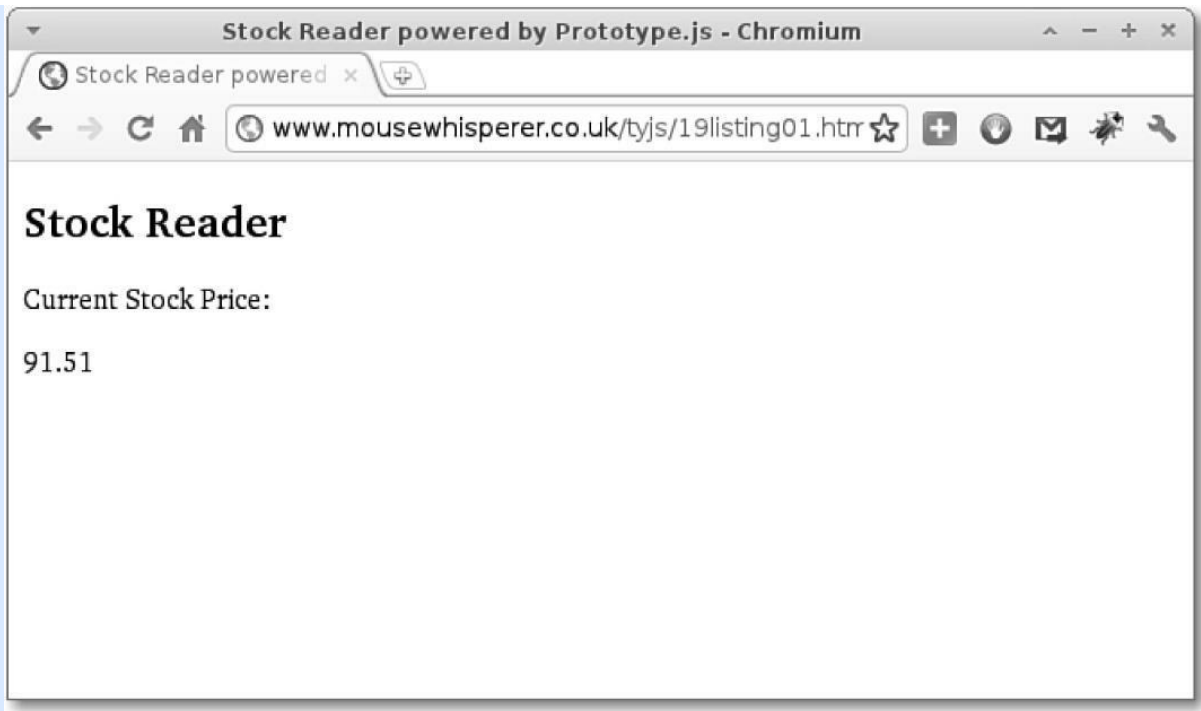 Stock Reader powered by Prototype.js - Chromium
Stock Reader powered
www.mousewhisperer.co.uk/tyjs/19listing01.htm
Stock Reader
Current Stock Price:
91.51